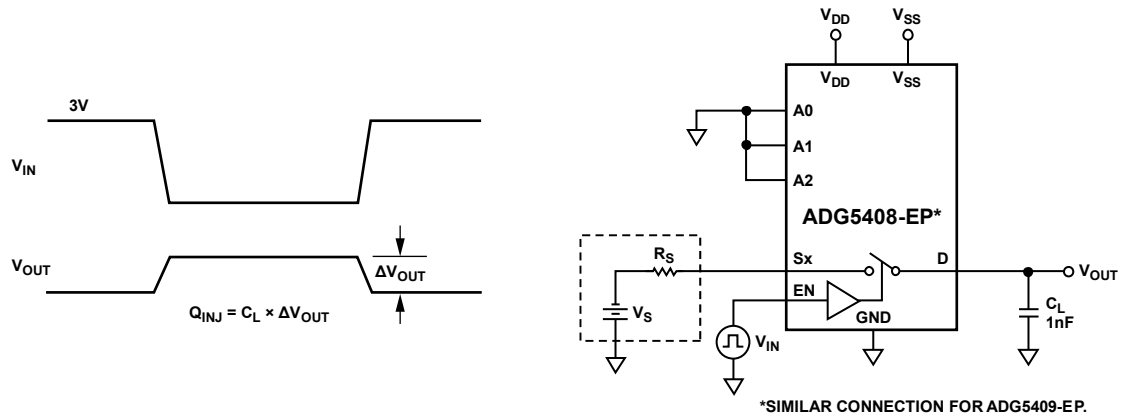 3V
V_IN
V_OUT
ΔV_OUT
Q_INJ = C_L × ΔV_OUT
V_DD
V_SS
V_DD
V_SS
A0
A1
A2
ADG5408-EP*
R_S
Sx
D
V_OUT
EN
GND
V_S
V_IN
C_L
1nF
*SIMILAR CONNECTION FOR ADG5409-EP.